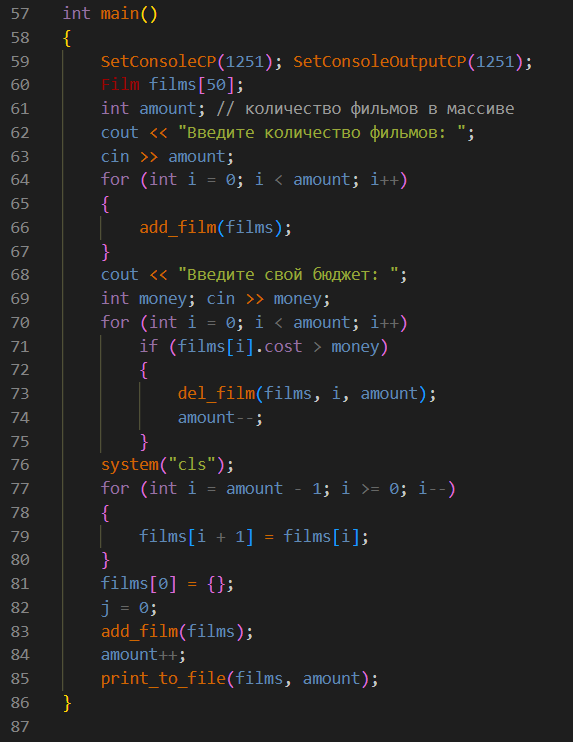 57 int main()
58 {
59 SetConsoleCP(1251); SetConsoleOutputCP(1251);
60 Film films[50];
61 int amount; // количество фильмов в массиве
62 cout << "Введите количество фильмов: ";
63 cin >> amount;
64 for (int i = 0; i < amount; i++)
65 {
66 add_film(films);
67 }
68 cout << "Введите свой бюджет: ";
69 int money; cin >> money;
70 for (int i = 0; i < amount; i++)
71 if (films[i].cost > money)
72 {
73 del_film(films, i, amount);
74 amount--;
75 }
76 system("cls");
77 for (int i = amount - 1; i >= 0; i--)
78 {
79 films[i + 1] = films[i];
80 }
81 films[0] = {};
82 j = 0;
83 add_film(films);
84 amount++;
85 print_to_file(films, amount);
86 }
87